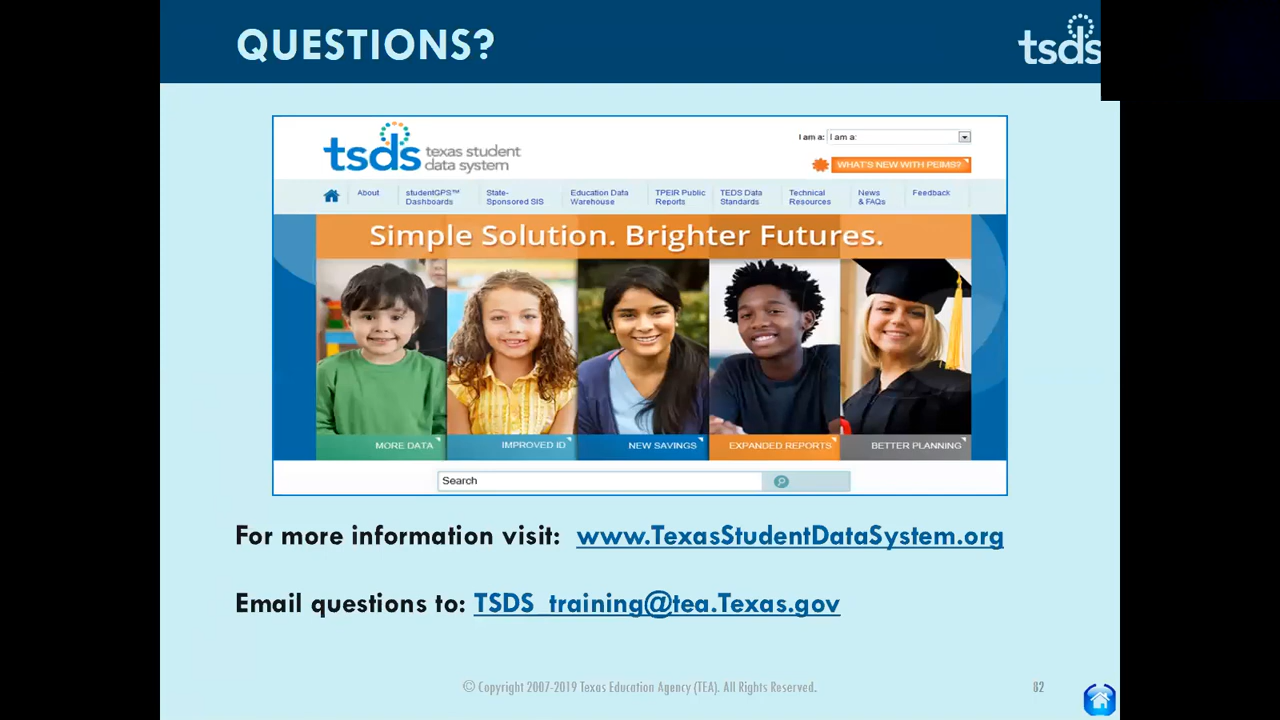 QUESTIONS?
tsds
tsds texas student data system
I am a: I am a:
WHAT'S NEW WITH PEIMS?
About
studentGPS™ Dashboards
State-Sponsored SIS
Education Data Warehouse
TPEIR Public Reports
TEDS Data Standards
Technical Resources
News & FAQs
Feedback
Simple Solution. Brighter Futures.
MORE DATA
IMPROVED ID
NEW SAVINGS
EXPANDED REPORTS
BETTER PLANNING
Search
For more information visit: www.TexasStudentDataSystem.org
Email questions to: TSDS_training@tea.Texas.gov
© Copyright 2007-2019 Texas Education Agency (TEA). All Rights Reserved.
82